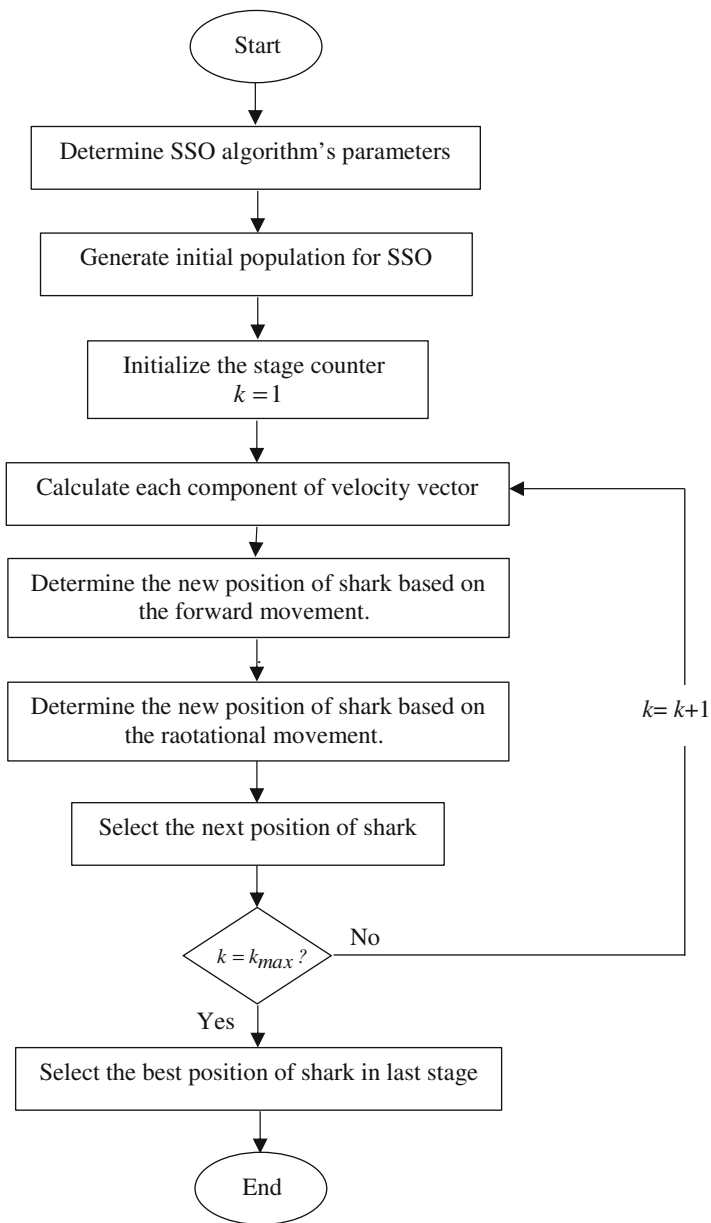 Start
Determine SSO algorithm's parameters
Generate initial population for SSO
Initialize the stage counter
k = 1
Calculate each component of velocity vector
Determine the new position of shark based on
the forward movement.
Determine the new position of shark based on
the raotational movement.
k= k+1
Select the next position of shark
k = kmax ?
No
Yes
Select the best position of shark in last stage
End